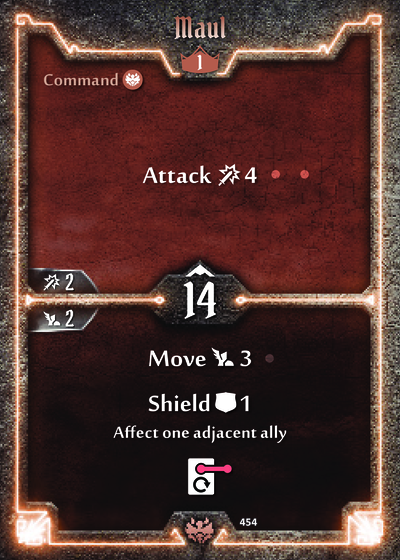 Maul
1
Command
Attack 4
2
14
2
Move 3
Shield 1
Affect one adjacent ally
454